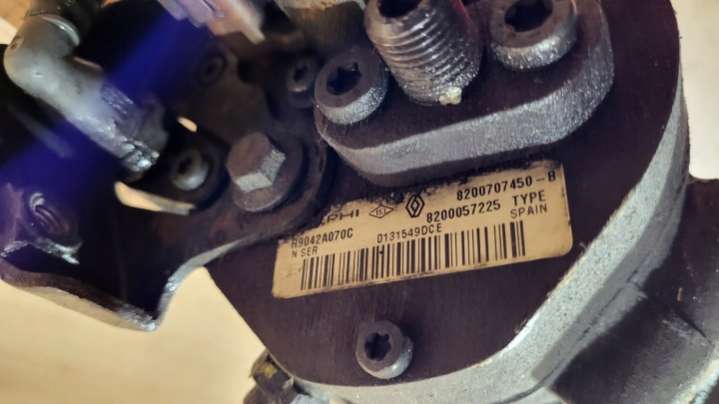 8200707450-B
8200057225 TYPE
R9042A070C 0131549DCE SPAIN
N SER